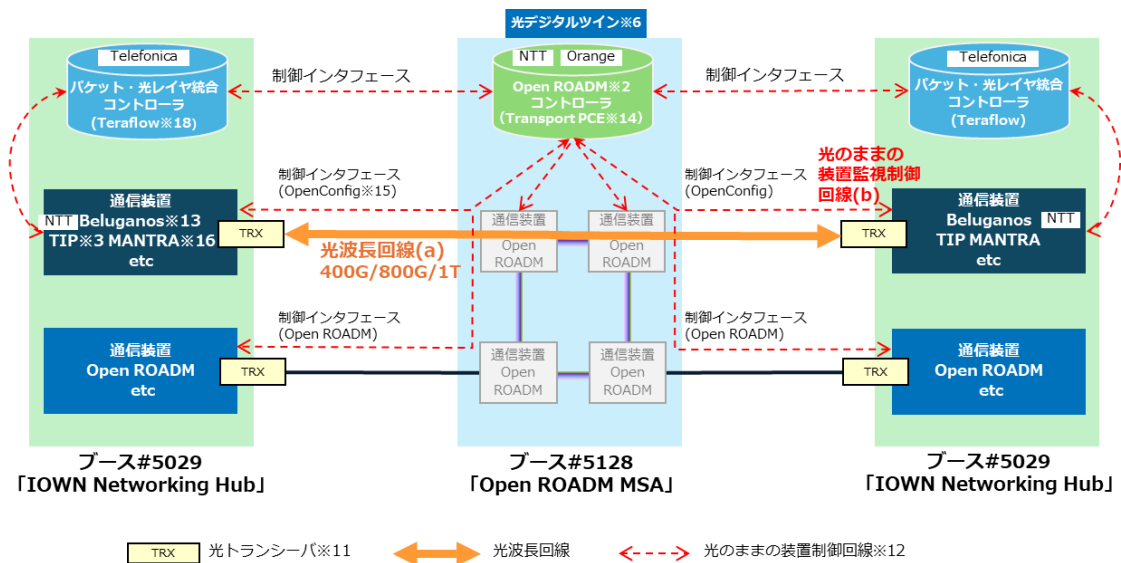 光デジタルツイン※6
Telefonica
パケット・光レイヤ統合
コントローラ
(Teraflow※18)
制御インタフェース
NTT
Orange
Open ROADM※2
コントローラ
(Transport PCE※14)
制御インタフェース
Telefonica
パケット・光レイヤ統合
コントローラ
(Teraflow)
制御インタフェース
(OpenConfig※15)
制御インタフェース
(OpenConfig)
光のままの
装置監視制御
回線(b)
通信装置
NTT
Beluganos※13
TIP※3 MANTRA※16
etc
TRX
光波長回線(a)
400G/800G/1T
通信装置
Open
ROADM
通信装置
Open
ROADM
TRX
通信装置
Beluganos
NTT
TIP MANTRA
etc
制御インタフェース
(Open ROADM)
制御インタフェース
(Open ROADM)
通信装置
Open ROADM
etc
TRX
通信装置
Open
ROADM
通信装置
Open
ROADM
TRX
通信装置
Open ROADM
etc
ブース#5029
「IOWN Networking Hub」
ブース#5128
「Open ROADM MSA」
ブース#5029
「IOWN Networking Hub」
TRX
光トランシーバ※11
光波長回線
光のままの装置制御回線※12